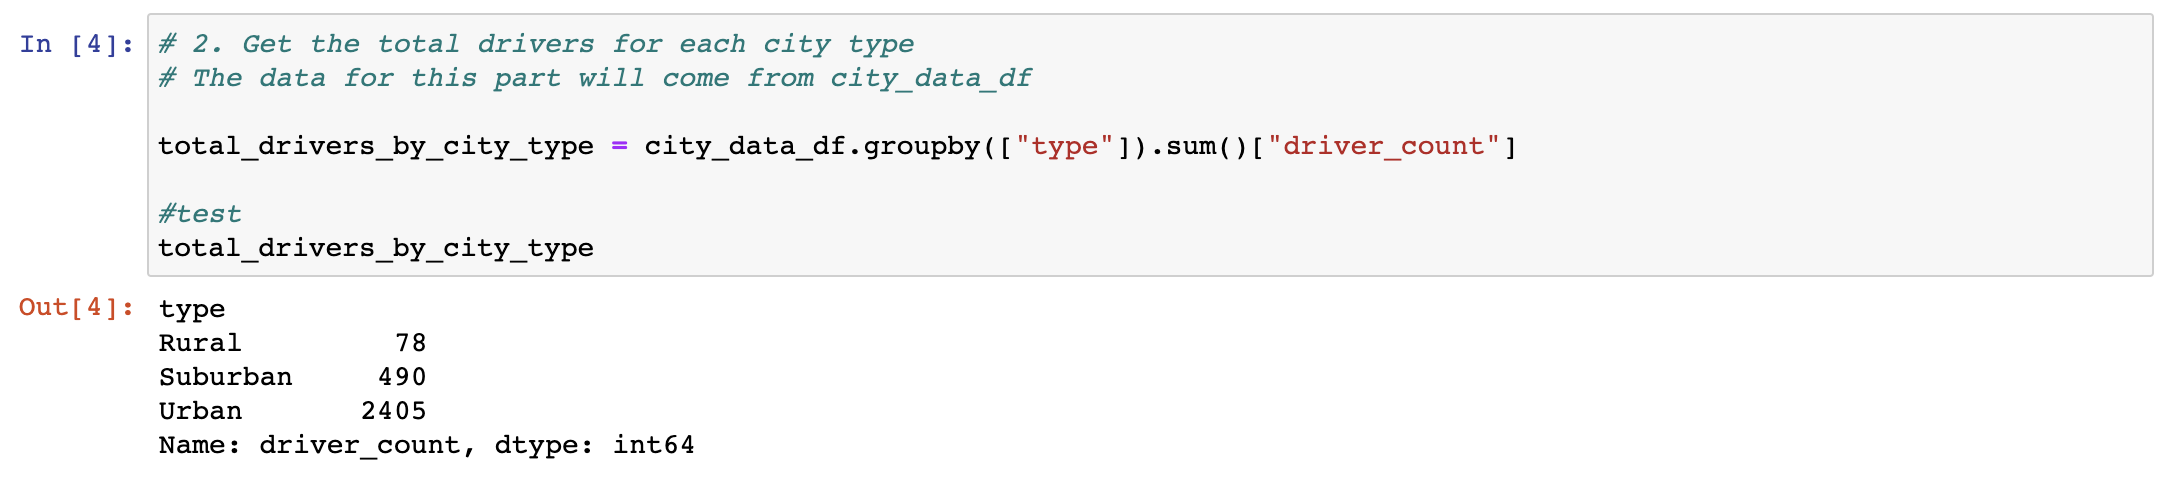 In [4]: # 2. Get the total drivers for each city type
# The data for this part will come from city_data_df
total_drivers_by_city_type = city_data_df.groupby(["type"]).sum()["driver_count"]
#test
total_drivers_by_city_type
Out[4]: type
Rural 78
Suburban 490
Urban 2405
Name: driver_count, dtype: int64